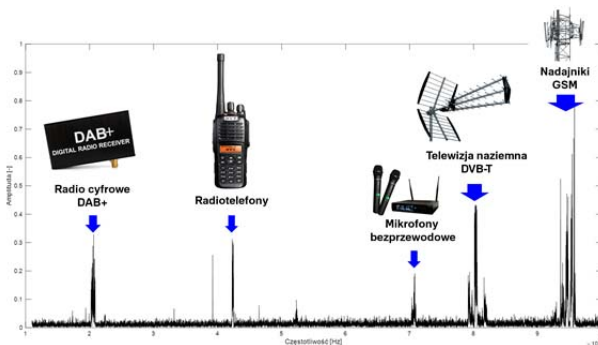 Nadajniki
GSM
DAB+
DIGITAL RADIO RECEIVER
Radio cyfrowe
DAB+
Radiotelefony
Telewizja naziemna
DVB-T
Mikrofony
bezprzewodowe
Amplituda [-]
1
0.9
0.8
0.7
0.6
0.5
0.4
0.3
0.2
0.1
0
1 2 3 4 5 6 7 8 9 10
Częstotliwość [Hz]